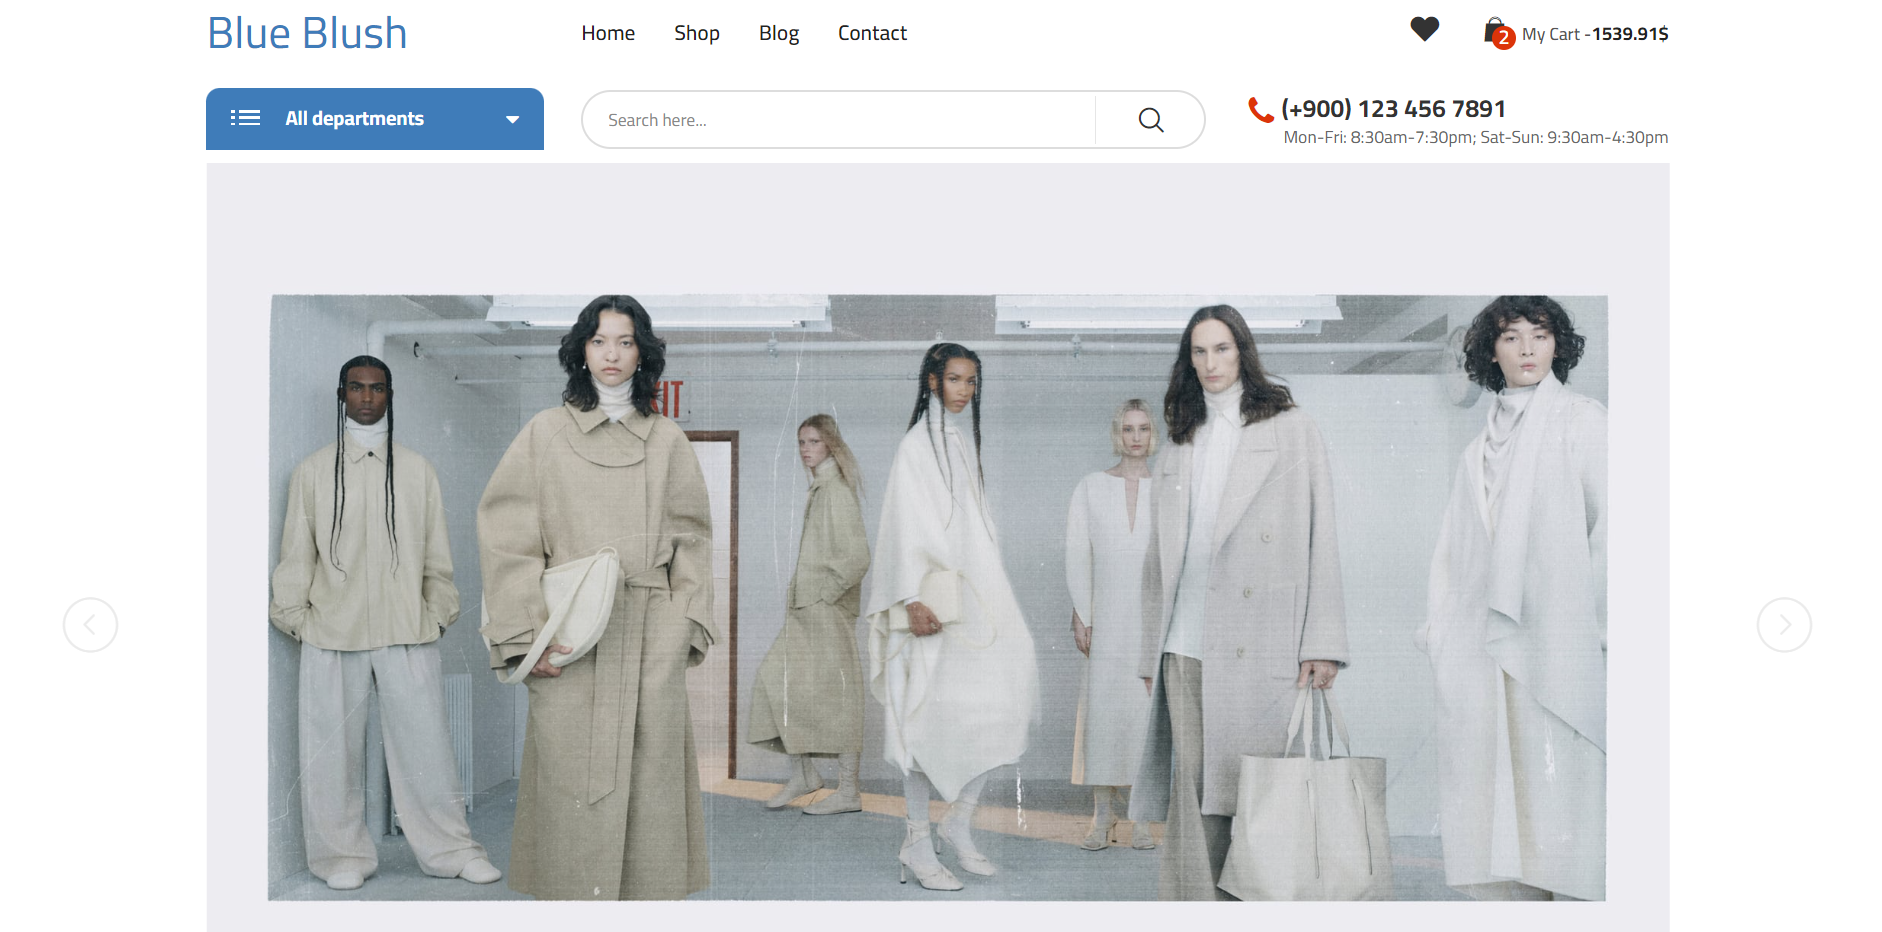 Blue Blush
Home
Shop
Blog
Contact
2
My Cart -1539.91$
All departments
Search here...
(+900) 123 456 7891
Mon-Fri: 8:30am-7:30pm; Sat-Sun: 9:30am-4:30pm